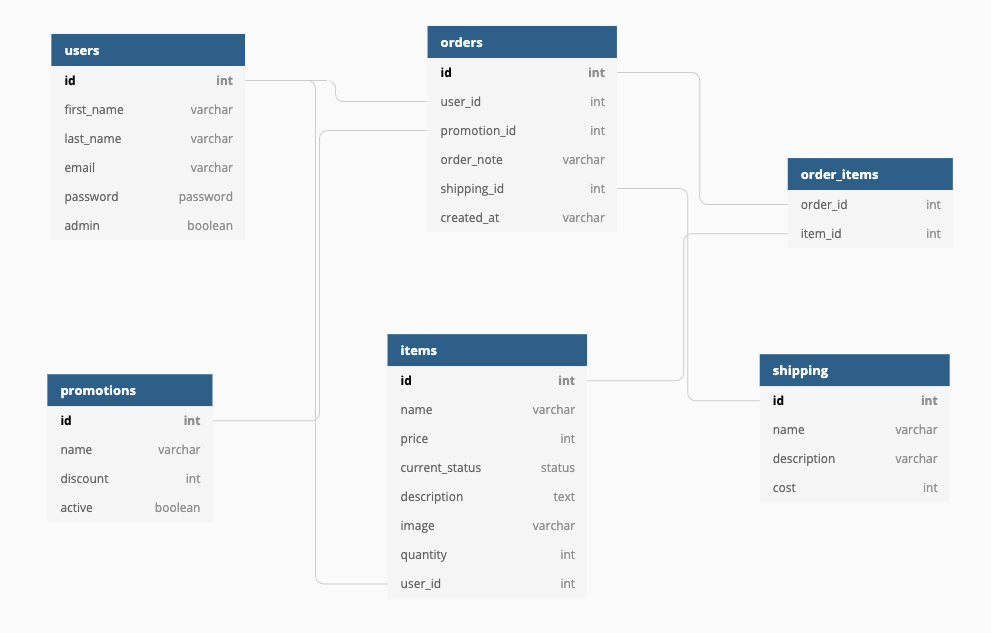 users
id int
first_name varchar
last_name varchar
email varchar
password password
admin boolean
orders
id int
user_id int
promotion_id int
order_note varchar
shipping_id int
created_at varchar
order_items
order_id int
item_id int
promotions
id int
name varchar
discount int
active boolean
items
id int
name varchar
price int
current_status status
description text
image varchar
quantity int
user_id int
shipping
id int
name varchar
description varchar
cost int